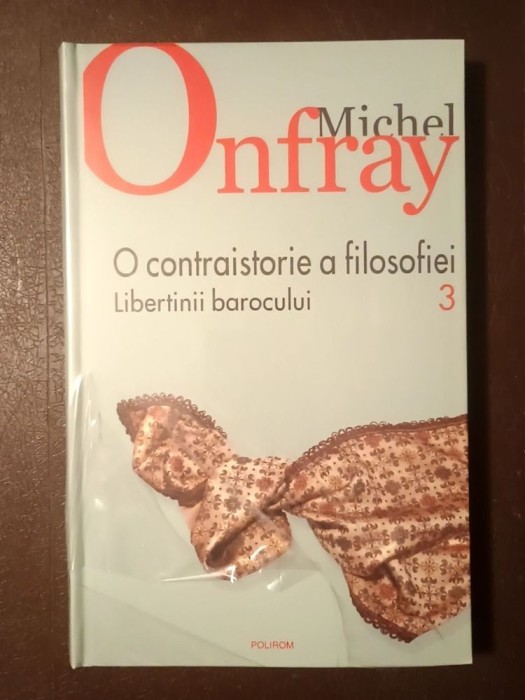 Michel
Onfray
O contraistorie a filosofiei
Libertinii barocului 3
POLIROM